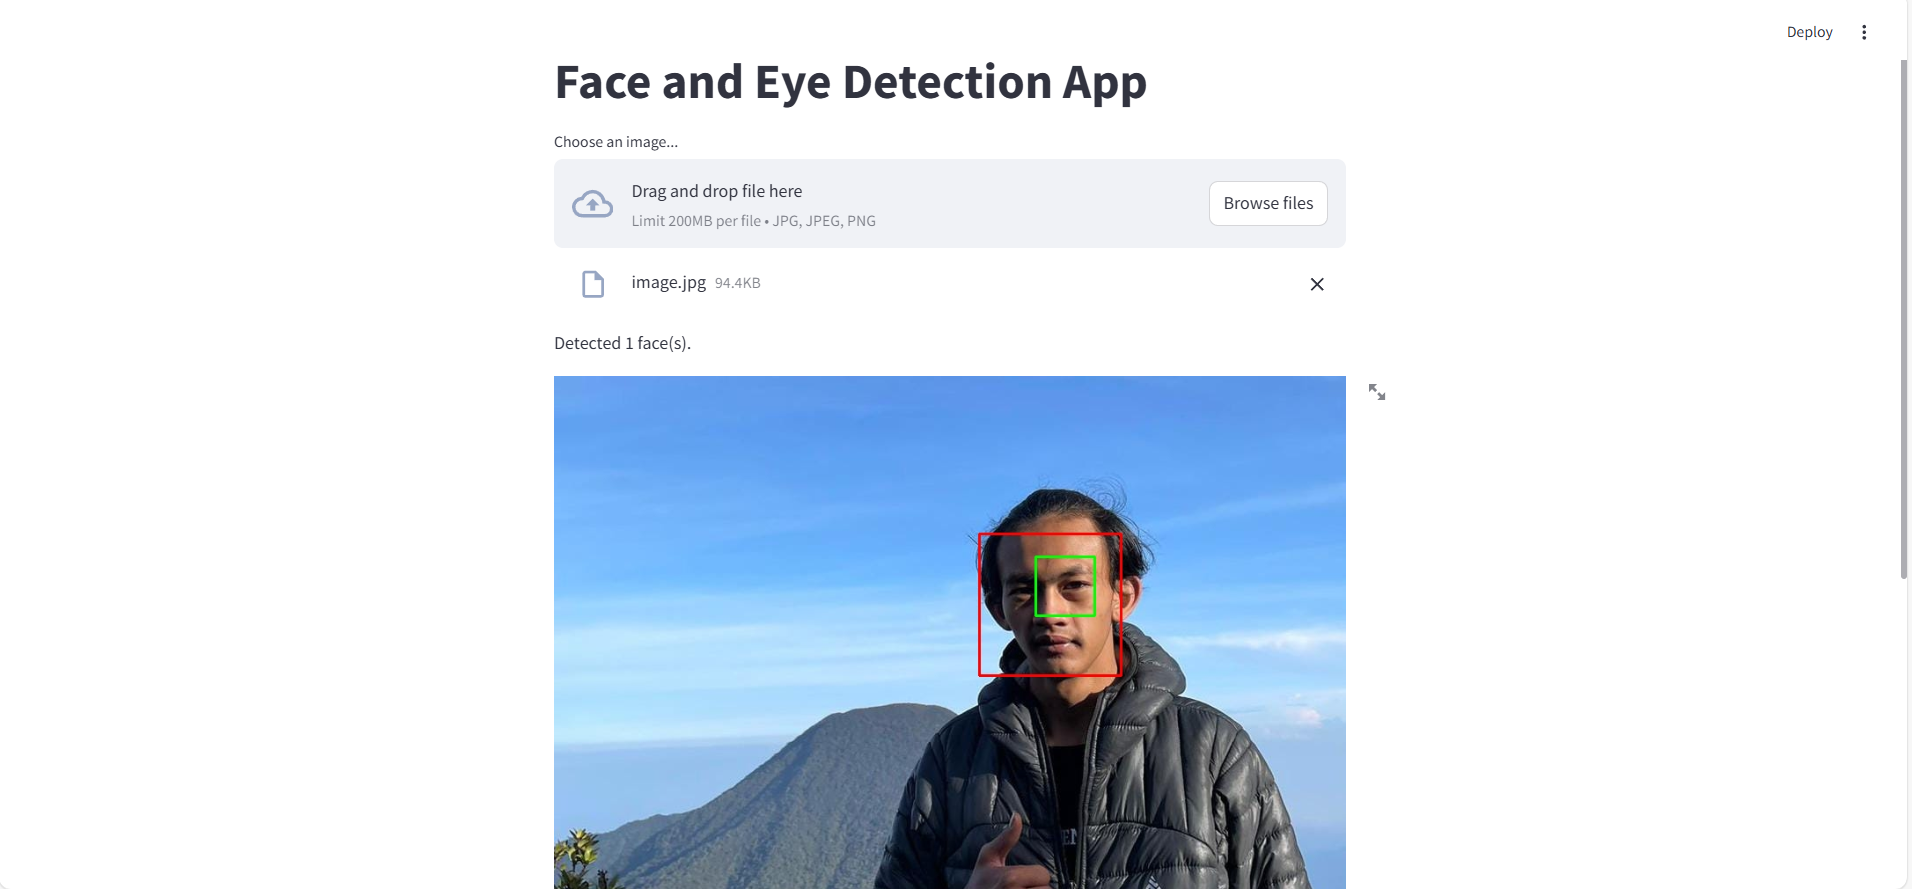 Deploy
Face and Eye Detection App
Choose an image...
Drag and drop file here
Limit 200MB per file • JPG, JPEG, PNG
Browse files
image.jpg 94.4KB
Detected 1 face(s).